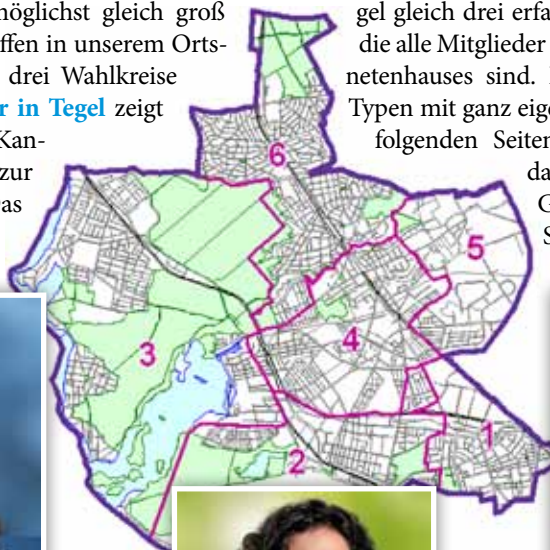 möglichst gleich groß
ffen in unserem Orts-
drei Wahlkreise
r in Tegel zeigt
Kan-
zur
as
gel gleich drei erfa
die alle Mitglieder
netenhauses sind.
Typen mit ganz eige
folgenden Seiten
da
G
S
6
5
3
4
1
2